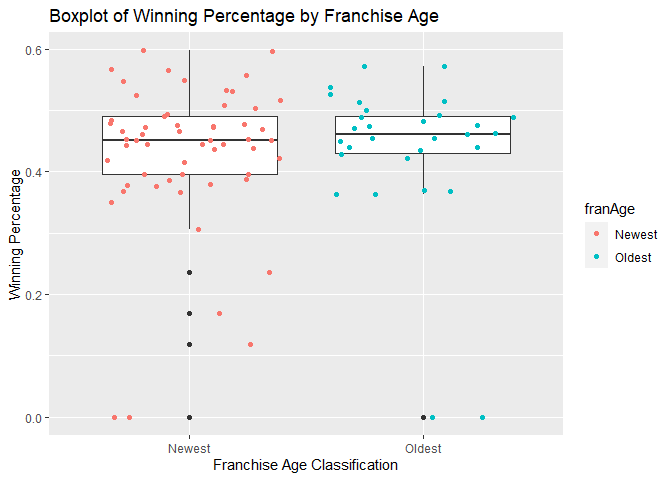 Boxplot of Winning Percentage by Franchise Age
Winning Percentage
0.6
0.4
0.2
0.0
Newest
Oldest
Franchise Age Classification
franAge
Newest
Oldest